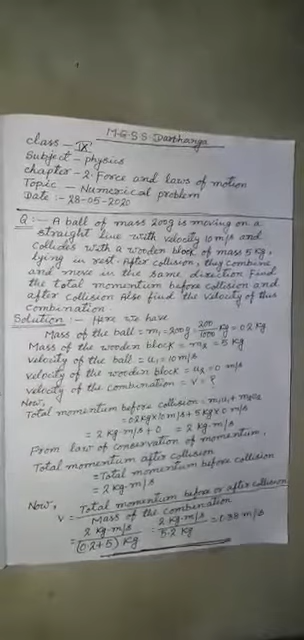 M.G.S.S. Darbhanga
class - IX
Subject - physics
chapter - 2. Force and laws of motion
Topic - Numerical problem
Date :- 28-05-2020
Q:- A ball of mass 200g is moving on a
straight line with velocity 10 m/s and
collides with a wooden block of mass 5 kg,
lying in rest. After collision, they combine
and move in the same direction find
the total momentum before collision and
after collision Also find the velocity of this
combination
Solution :- Here we have
Mass of the ball = m₁ = 200g = 200/1000 kg = 0.2 kg
Mass of the wooden block = m₂ = 5 kg
velocity of the ball = u₁ = 10 m/s
velocity of the wooden block = u₂ = 0 m/s
velocity of the combination = v = ?
Now,
Total momentum before collision = m₁u₁ + m₂u₂
= 0.2 kg x 10 m/s + 5 kg x 0 m/s
= 2 kg.m/s + 0 = 2 kg.m/s
From law of conservation of momentum,
Total momentum after collision
= Total momentum before collision
= 2 kg.m/s
Now, v = Total momentum before or after collision / Mass of the combination
= 2 kg.m/s / (0.2+5) kg = 2 kg.m/s / 5.2 kg = 0.38 m/s